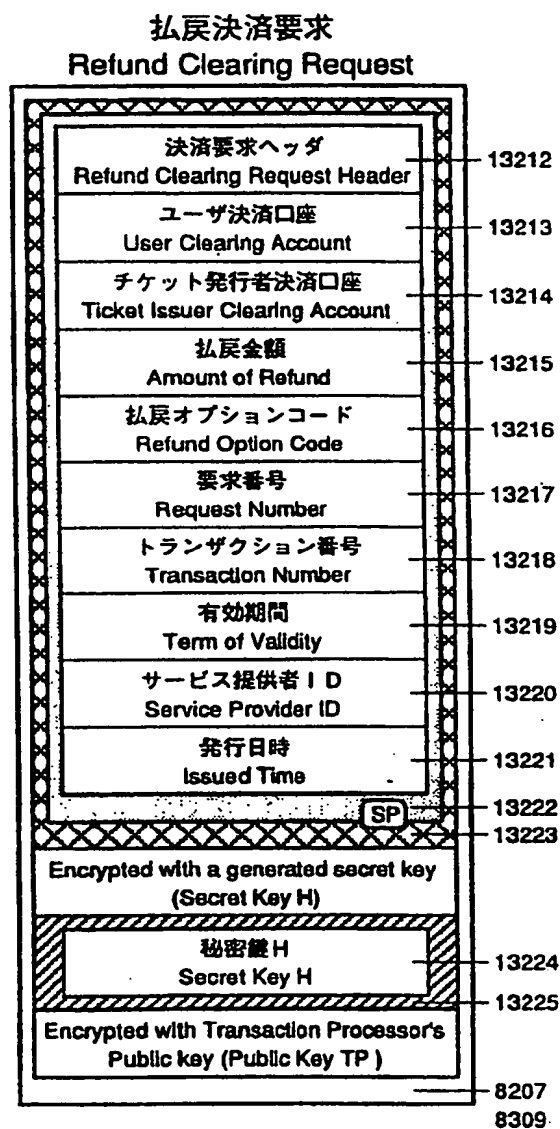 払戻決済要求
Refund Clearing Request
決済要求ヘッダ
Refund Clearing Request Header
13212
ユーザ決済口座
User Clearing Account
13213
チケット発行者決済口座
Ticket Issuer Clearing Account
13214
払戻金額
Amount of Refund
13215
払戻オプションコード
Refund Option Code
13216
要求番号
Request Number
13217
トランザクション番号
Transaction Number
13218
有効期間
Term of Validity
13219
サービス提供者ID
Service Provider ID
13220
発行日時
Issued Time
13221
SP
13222
13223
Encrypted with a generated secret key
(Secret Key H)
秘密鍵H
Secret Key H
13224
13225
Encrypted with Transaction Processor's
Public key (Public Key TP )
8207
8309